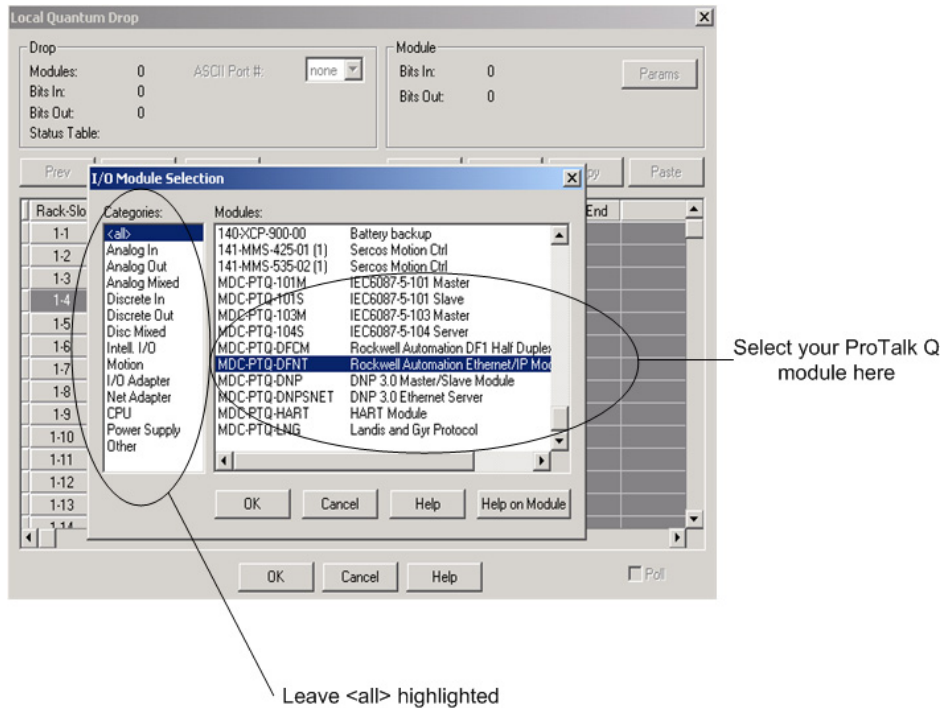 Local Quantum Drop
Drop
Modules: 0 ASCII Port #: none
Bits In: 0
Bits Out: 0
Status Table:
Module
Bits In: 0
Bits Out: 0
Params
Prev
Paste
I/O Module Selection
Rack-Slo
End
1-1
1-2
1-3
1-4
1-5
1-6
1-7
1-8
1-9
1-10
1-11
1-12
1-13
1-14
Categories:
<all>
Analog In
Analog Out
Analog Mixed
Discrete In
Discrete Out
Disc Mixed
Intell. I/O
Motion
I/O Adapter
Net Adapter
CPU
Power Supply
Other
Modules:
140-XCP-900-00 Battery backup
141-MMS-425-01 (1) Sercos Motion Ctrl
141-MMS-535-02 (1) Sercos Motion Ctrl
MDC-PTQ-101M IEC6087-5-101 Master
MDC-PTQ-101S IEC6087-5-101 Slave
MDC-PTQ-103M IEC6087-5-103 Master
MDC-PTQ-104S IEC6087-5-104 Server
MDC-PTQ-DFCM Rockwell Automation DF1 Half Duplex
MDC-PTQ-DFNT Rockwell Automation Ethernet/IP Mod
MDC-PTQ-DNP DNP 3.0 Master/Slave Module
MDC-PTQ-DNPSNET DNP 3.0 Ethernet Server
MDC-PTQ-HART HART Module
MDC-PTQ-LNG Landis and Gyr Protocol
OK Cancel Help Help on Module
OK Cancel Help Poll
Select your ProTalk Q
module here
Leave <all> highlighted